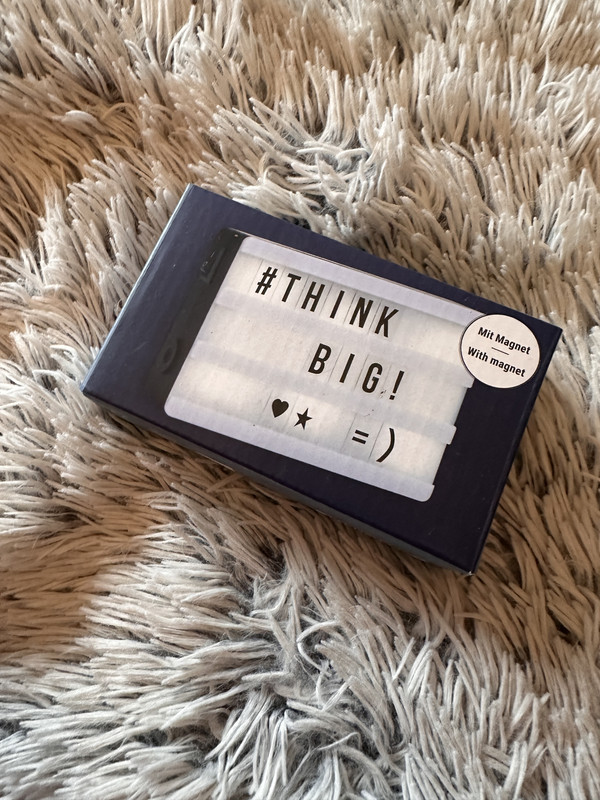 #THINK
BIG!
♥★ =)
Mit Magnet
With magnet